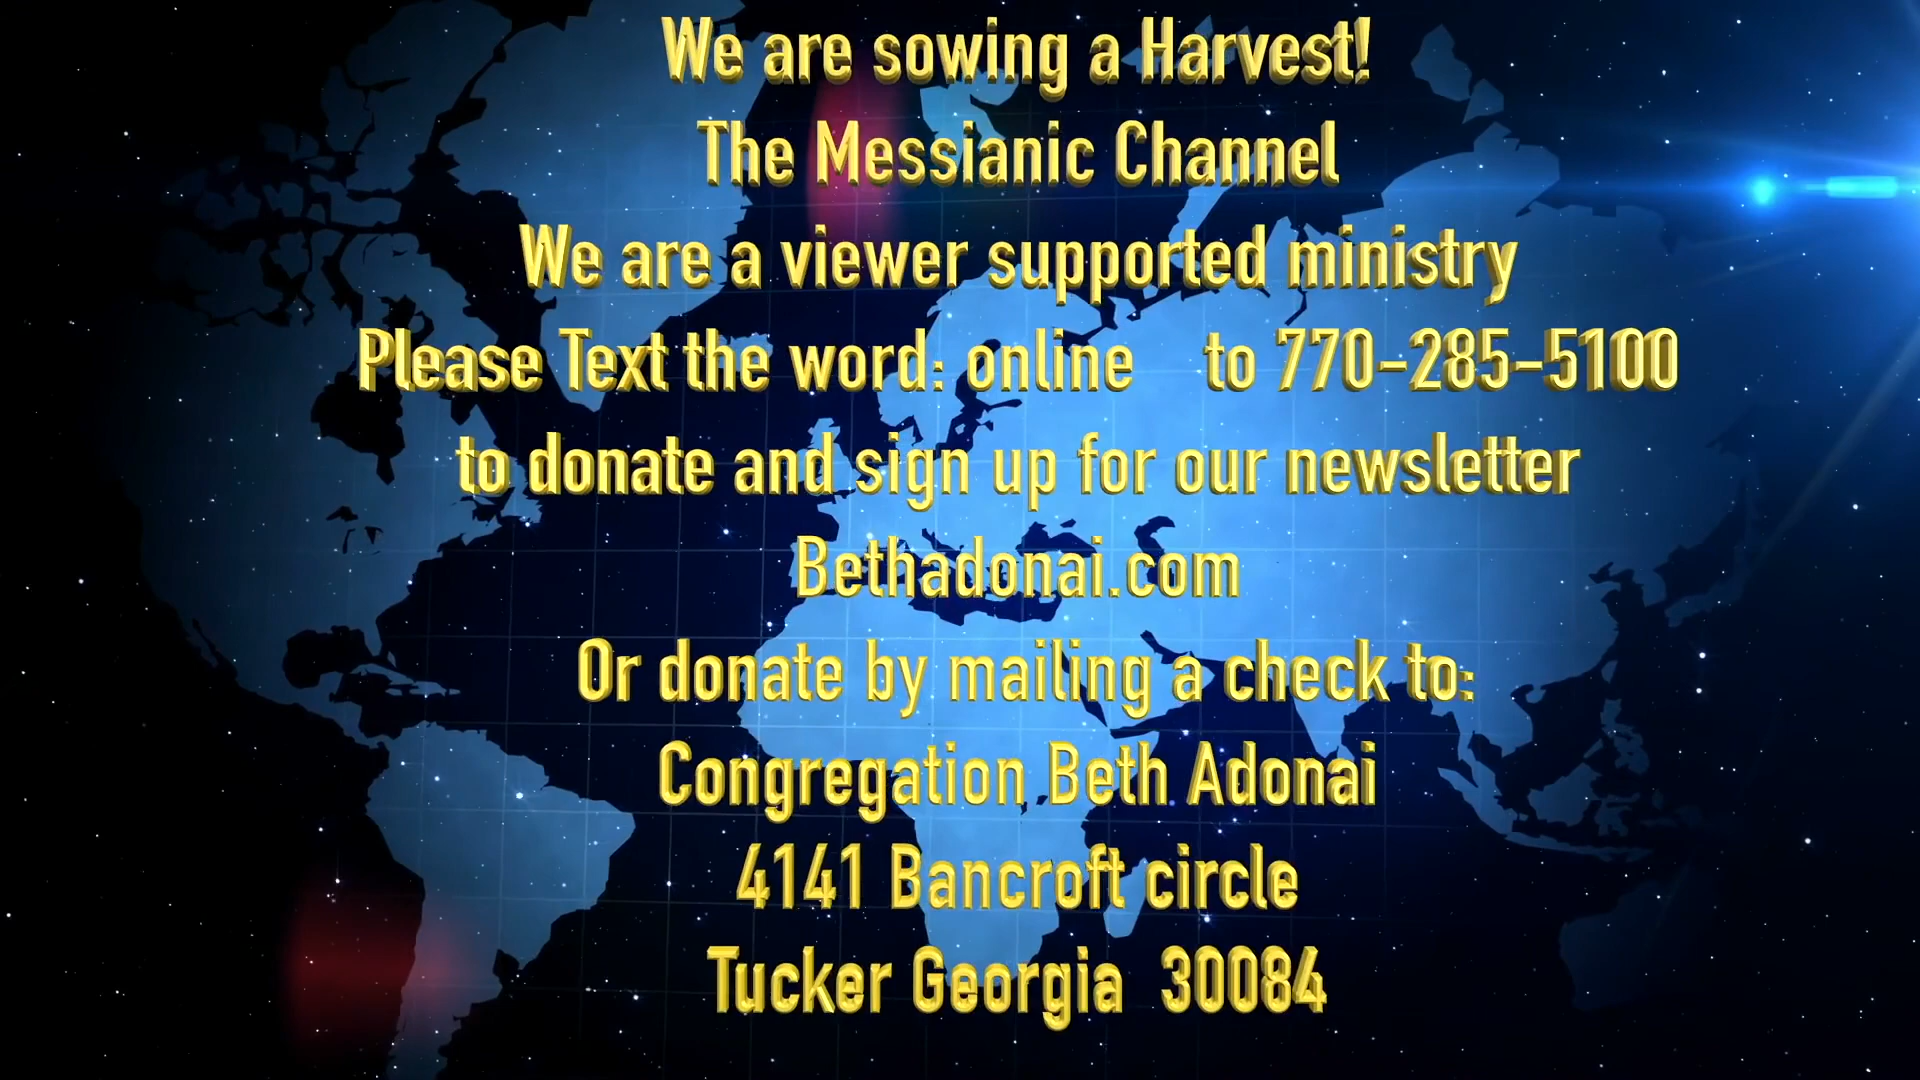 We are sowing a Harvest!
The Messianic Channel
We are a viewer supported ministry
Please Text the word: online to 770-285-5100
to donate and sign up for our newsletter
Bethadonai.com
Or donate by mailing a check to:
Congregation Beth Adonai
4141 Bancroft circle
Tucker Georgia 30084